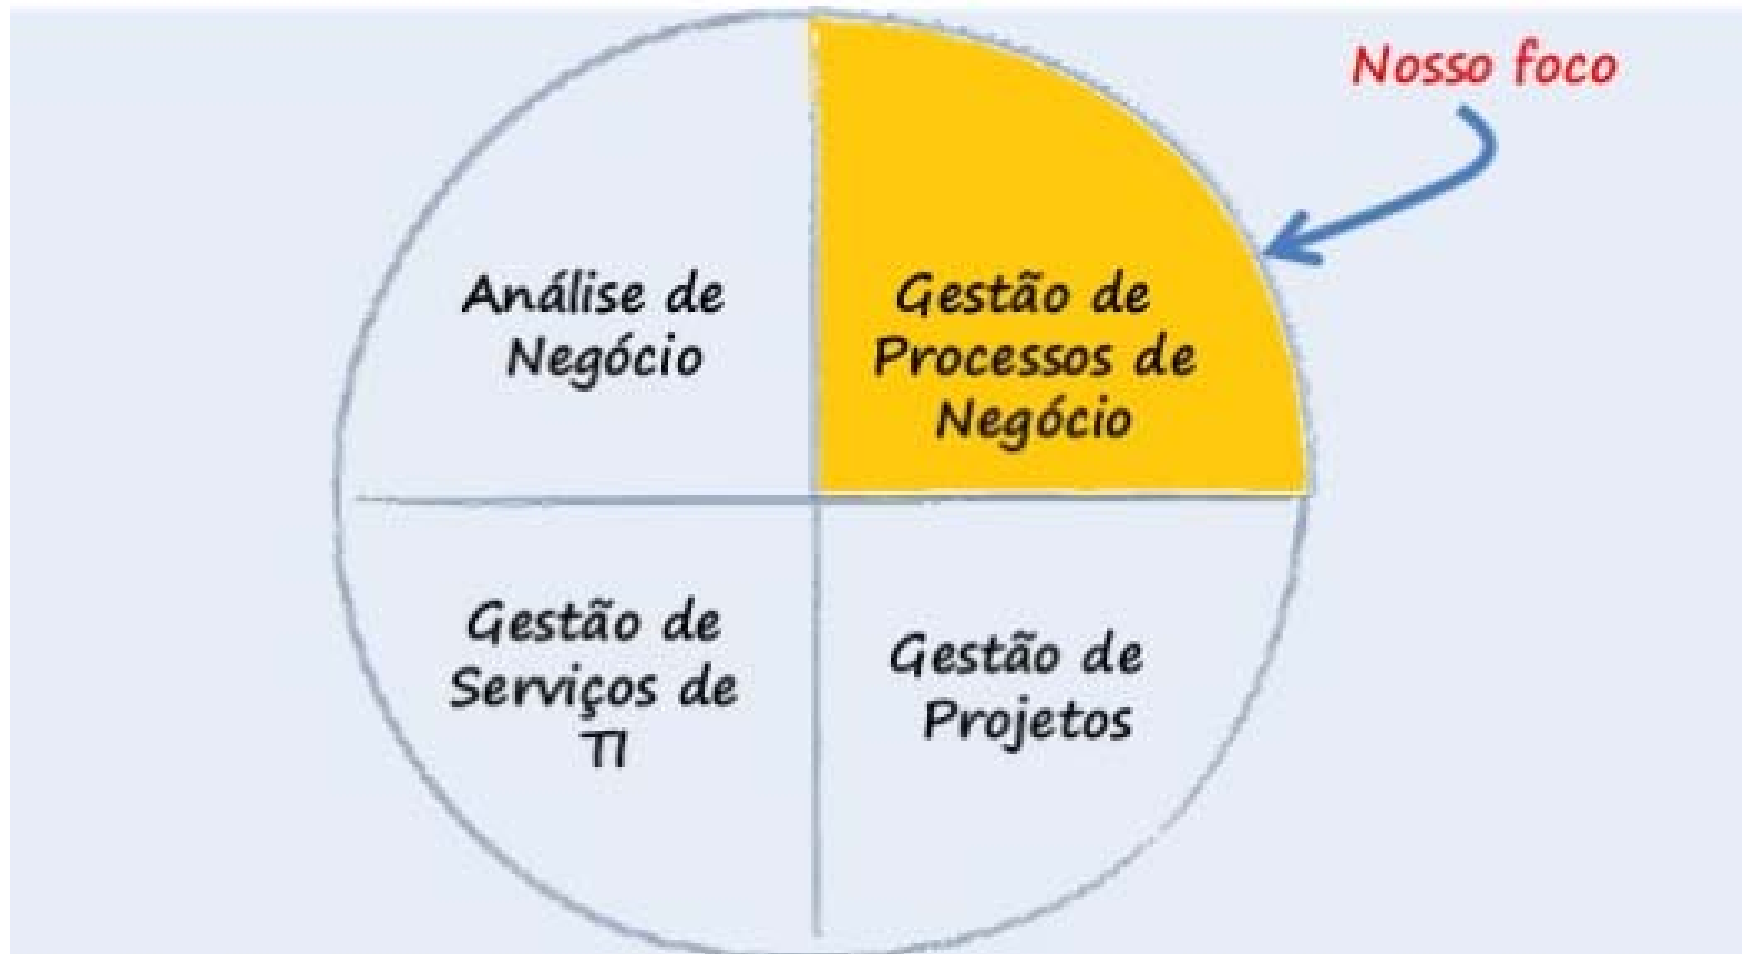 Nosso foco
Análise de
Negócio
Gestão de
Processos de
Negócio
Gestão de
Serviços de
TI
Gestão de
Projetos